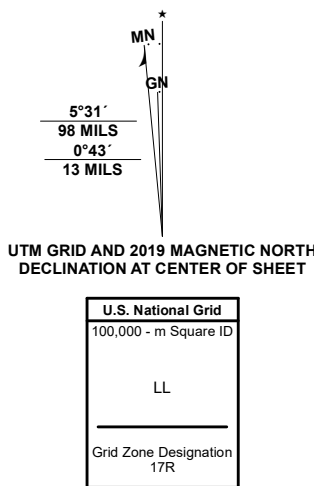 ★
MN
GN
5°31´
98 MILS
0°43´
13 MILS
UTM GRID AND 2019 MAGNETIC NORTH
DECLINATION AT CENTER OF SHEET
U.S. National Grid
100,000 - m Square ID
LL
Grid Zone Designation
17R